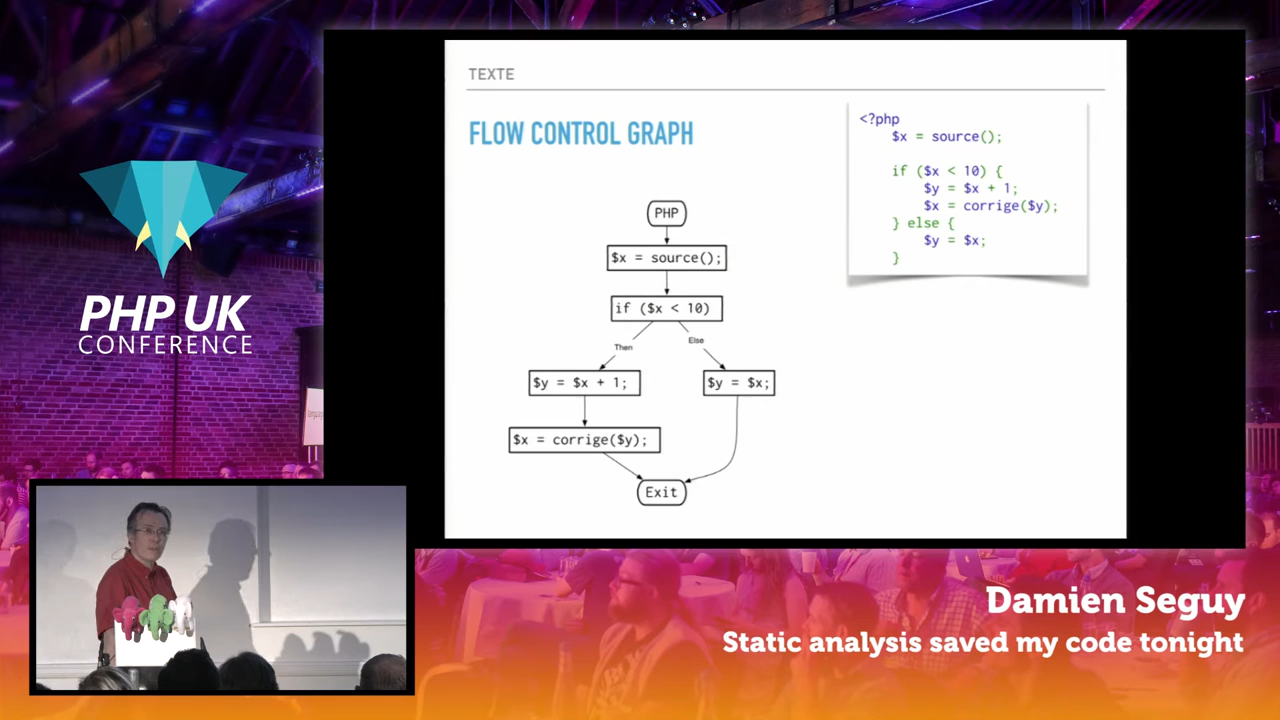 TEXTE
FLOW CONTROL GRAPH
<?php
$x = source();
if ($x < 10) {
$y = $x + 1;
$x = corrige($y);
} else {
$y = $x;
}
PHP
$x = source();
if ($x < 10)
Then
Else
$y = $x + 1;
$y = $x;
$x = corrige($y);
Exit
PHP UK
CONFERENCE
Damien Seguy
Static analysis saved my code tonight